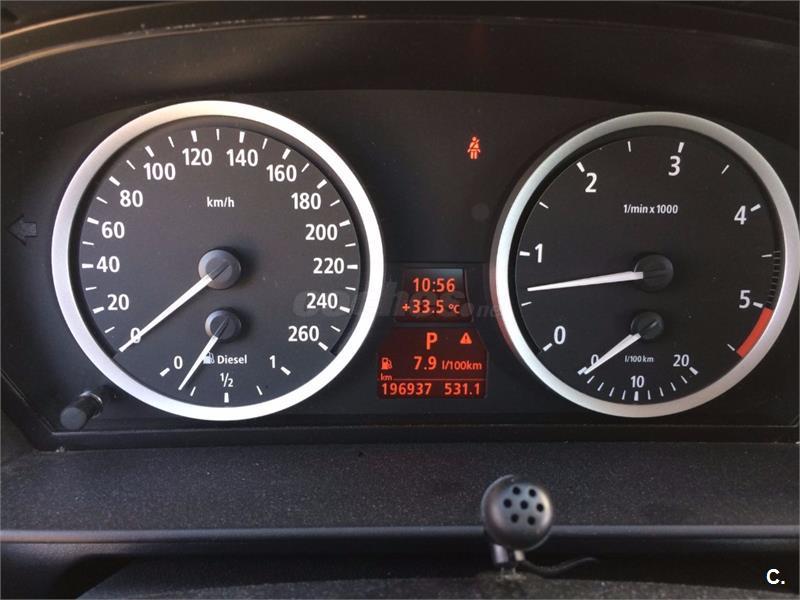 0 20 40 60 80 100 120 140 160 180 200 220 240 260
km/h
0 1/2 1
Diesel
10:56
+33.5 °C
P
7.9 l/100km
km
196937 531.1
0 1 2 3 4 5
1/min x 1000
0 10 20
l/100 km
C.